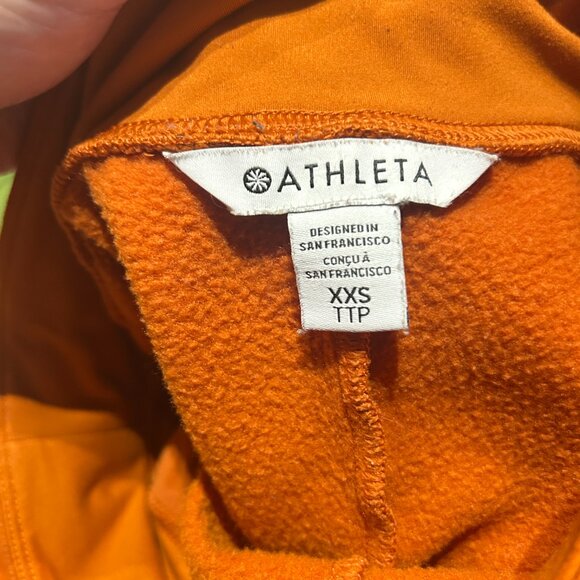 ATHLETA
DESIGNED IN
SAN FRANCISCO
CONÇU À
SAN FRANCISCO
XXS
TTP